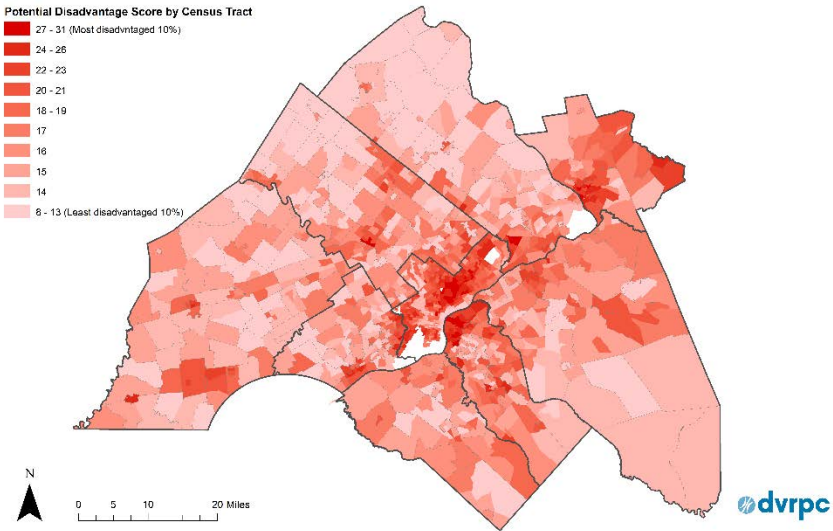 Potential Disadvantage Score by Census Tract
27 - 31 (Most disadvntaged 10%)
24 - 26
22 - 23
20 - 21
18 - 19
17
16
15
14
8 - 13 (Least disadvantaged 10%)
N
0 5 10 20 Miles
dvrpc